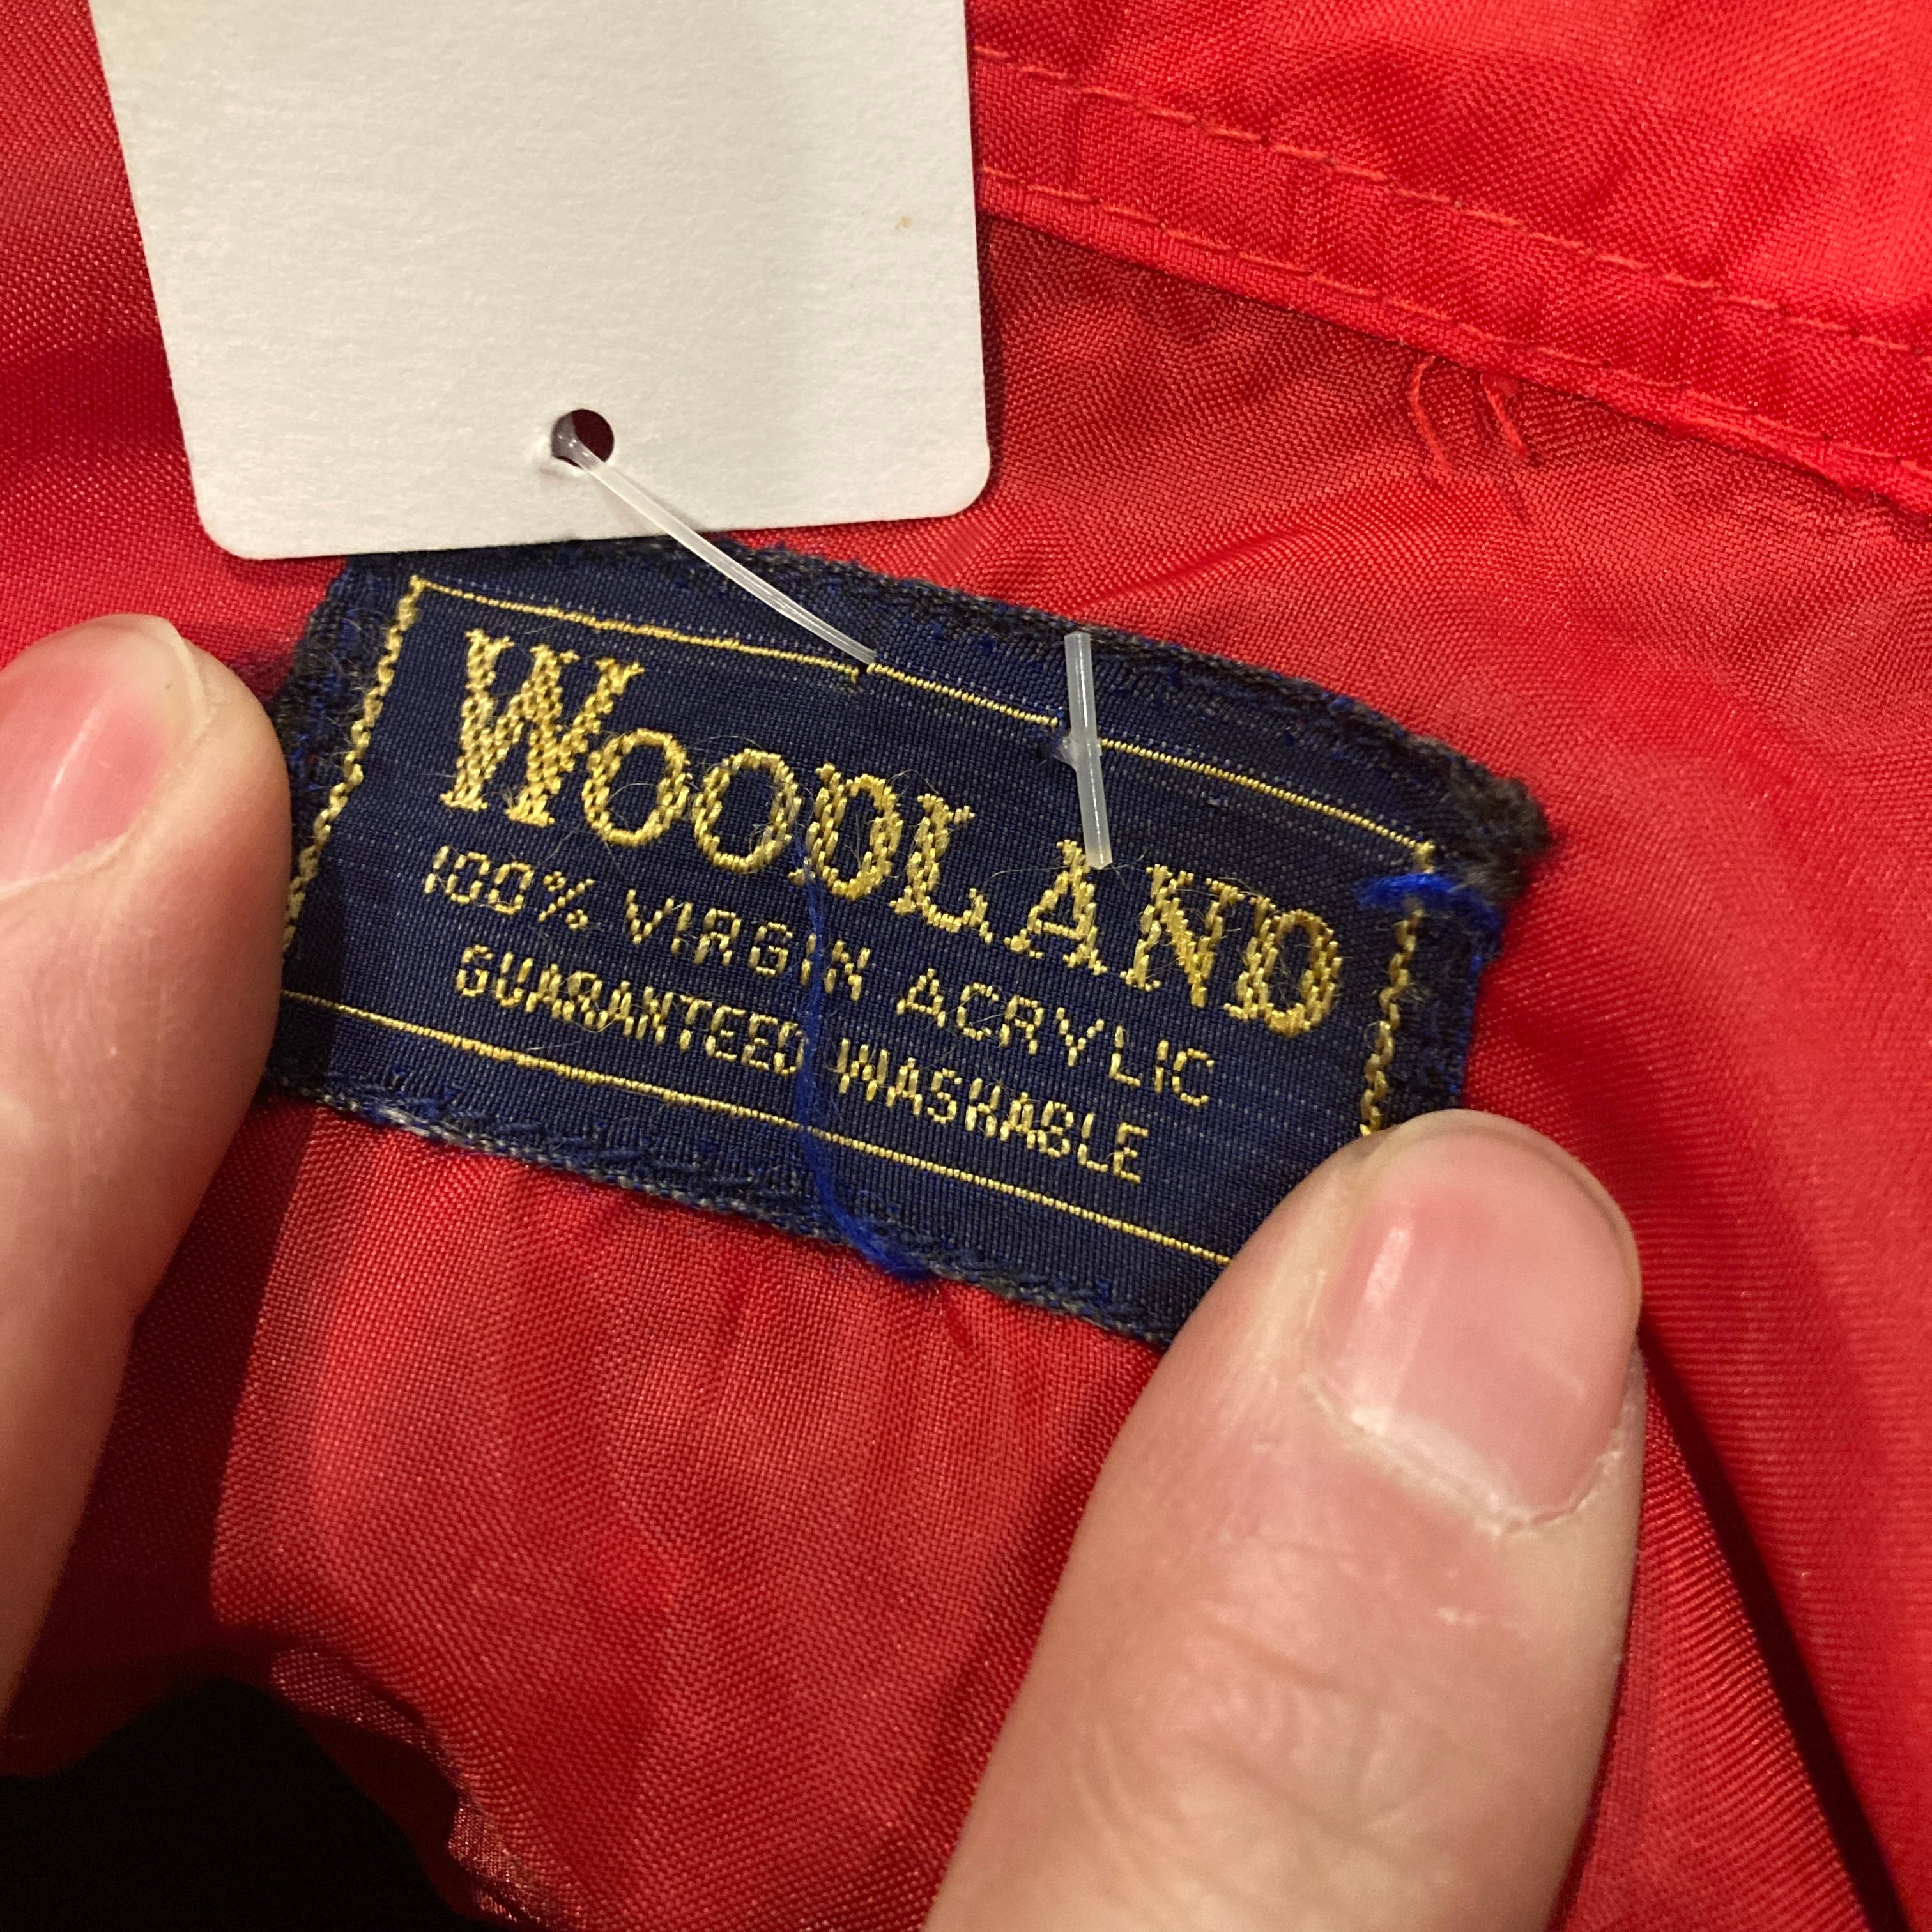 WOODLAND
100% VIRGIN ACRYLIC
GUARANTEED WASHABLE